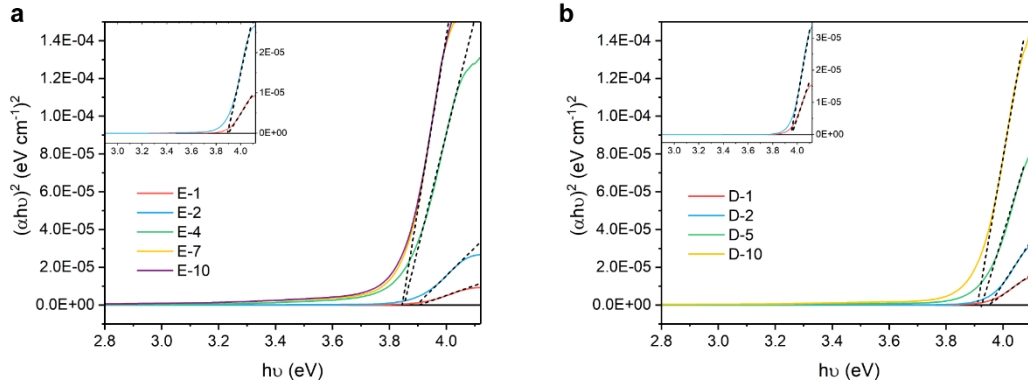 a
1.4E-04
1.2E-04
1.0E-04
8.0E-05
6.0E-05
4.0E-05
2.0E-05
0.0E+00
(αhυ)² (eV cm⁻¹)²
2E-05
1E-05
0E+00
3.0 3.2 3.4 3.6 3.8 4.0
E-1
E-2
E-4
E-7
E-10
2.8 3.0 3.2 3.4 3.6 3.8 4.0
hυ (eV)
b
1.4E-04
1.2E-04
1.0E-04
8.0E-05
6.0E-05
4.0E-05
2.0E-05
0.0E+00
(αhυ)² (eV cm⁻¹)²
3E-05
2E-05
1E-05
0E+00
3.0 3.2 3.4 3.6 3.8 4.0
D-1
D-2
D-5
D-10
2.8 3.0 3.2 3.4 3.6 3.8 4.0
hυ (eV)